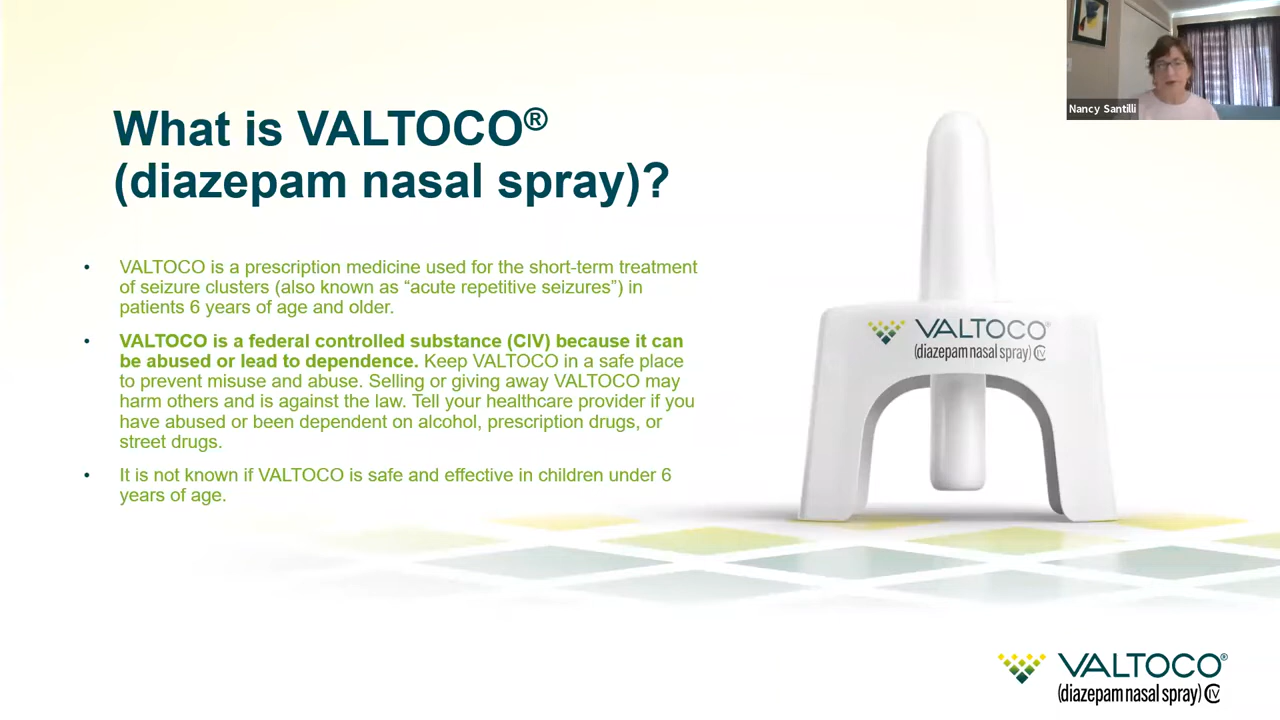 Nancy Santilli
What is VALTOCO®
(diazepam nasal spray)?
• VALTOCO is a prescription medicine used for the short-term treatment
of seizure clusters (also known as “acute repetitive seizures”) in
patients 6 years of age and older.
• VALTOCO is a federal controlled substance (CIV) because it can
be abused or lead to dependence. Keep VALTOCO in a safe place
to prevent misuse and abuse. Selling or giving away VALTOCO may
harm others and is against the law. Tell your healthcare provider if you
have abused or been dependent on alcohol, prescription drugs, or
street drugs.
• It is not known if VALTOCO is safe and effective in children under 6
years of age.
VALTOCO®
(diazepam nasal spray) CIV
VALTOCO®
(diazepam nasal spray) CIV